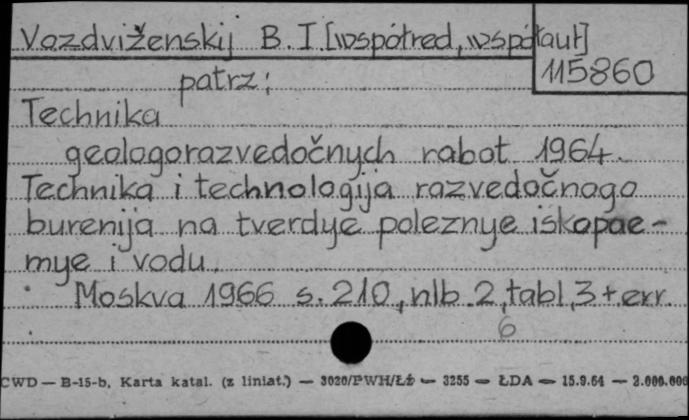 Vozdviženskij B. I. [współred, współaut]
115860
patrz:
Technika
geologorazvedočnych rabot 1964.
Technika i technologija razvedočnogo
burenija na tverdye poleznye iskopae-
mye i vodu.
Moskva 1966 s. 210, nlb. 2, tabl. 3 + err.
6
CWD — B-15-b, Karta katal. (z liniat.) — 3020/PWH/Łź — 3255 — ŁDA — 15.9.64 — 2.000.000